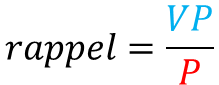 rappel = VP / P